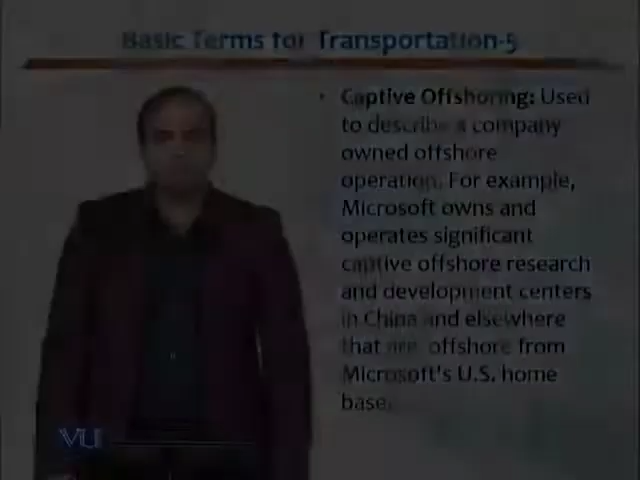 Basic Terms for Transportation-5
• Captive Offshoring: Used
to describe a company
owned offshore
operation. For example,
Microsoft owns and
operates significant
captive offshore research
and development centers
in China and elsewhere
that are offshore from
Microsoft's U.S. home
base.
VU